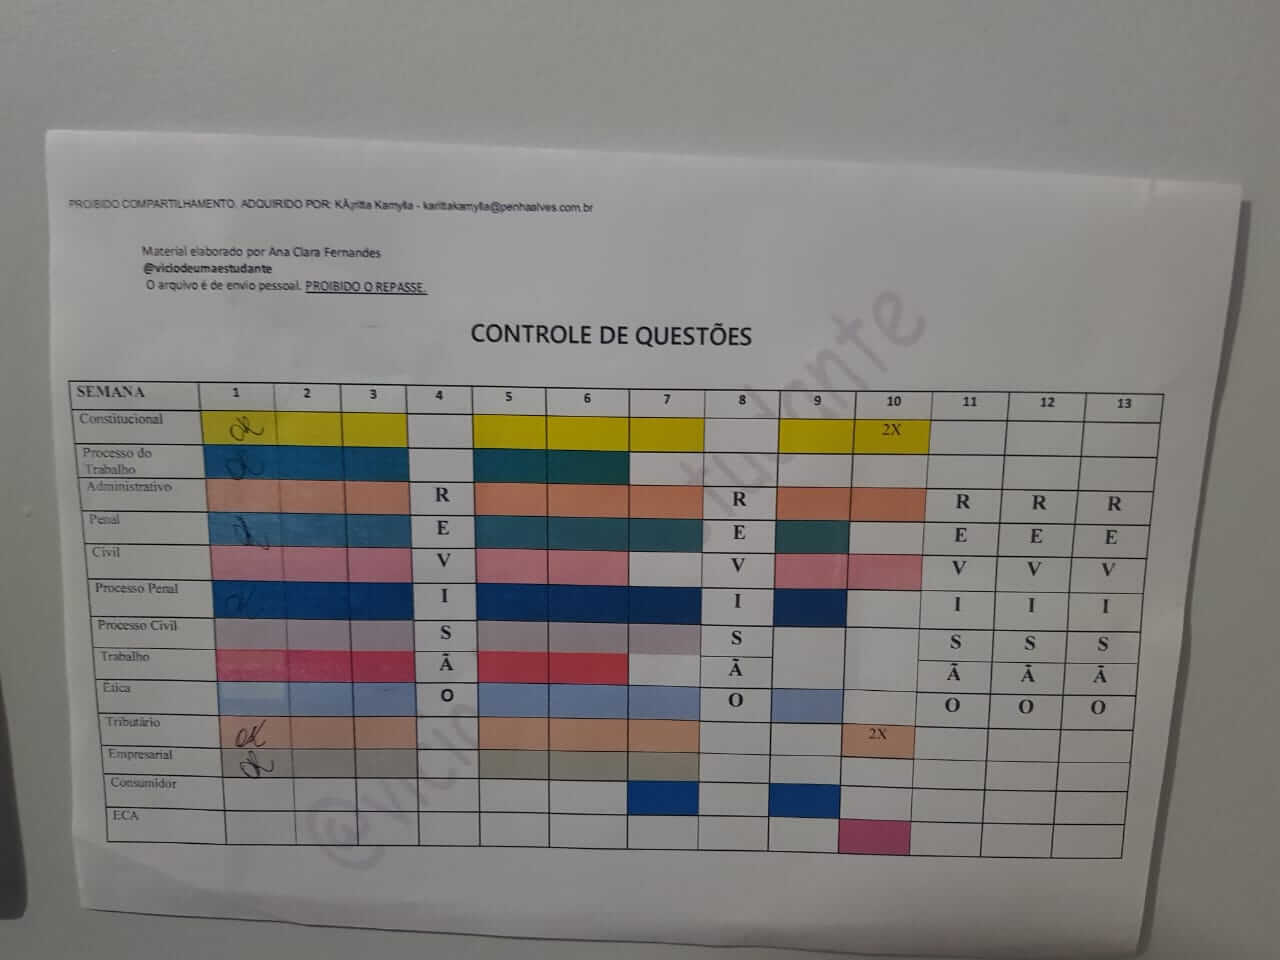 PROIBIDO COMPARTILHAMENTO. ADQUIRIDO POR: KÃ¡ritta Kamylla - karittakamylla@penhaalves.com.br
Material elaborado por Ana Clara Fernandes
@viciodeumaestudante
O arquivo é de envio pessoal. PROIBIDO O REPASSE.
CONTROLE DE QUESTÕES
SEMANA 1 2 3 4 5 6 7 8 9 10 11 12 13
Constitucional OK 2X
Processo do
Trabalho OK
Administrativo R R R R R
Penal OK E E E E E
Civil V V V V V
Processo Penal OK I I I I I
Processo Civil S S S S S
Trabalho Ã Ã Ã Ã Ã
Ética O O O O O
Tributário OK 2X
Empresarial OK
Consumidor
ECA